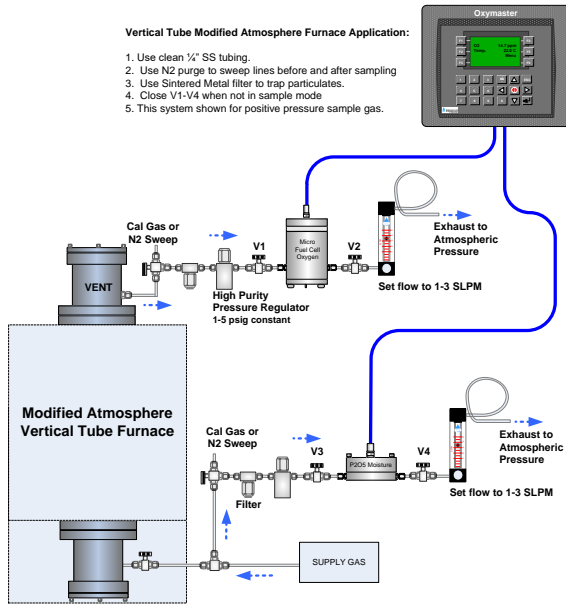 Oxymaster
Vertical Tube Modified Atmosphere Furnace Application:
1. Use clean ¼” SS tubing.
2. Use N2 purge to sweep lines before and after sampling
3. Use Sintered Metal filter to trap particulates.
4. Close V1-V4 when not in sample mode
5. This system shown for positive pressure sample gas.
Cal Gas or
N2 Sweep
V1
Micro
Fuel Cell
Oxygen
V2
Exhaust to
Atmospheric
Pressure
VENT
High Purity
Pressure Regulator
1-5 psig constant
Set flow to 1-3 SLPM
Modified Atmosphere
Vertical Tube Furnace
Cal Gas or
N2 Sweep
V3
P2O5 Moisture
V4
Exhaust to
Atmospheric
Pressure
Filter
Set flow to 1-3 SLPM
SUPPLY GAS